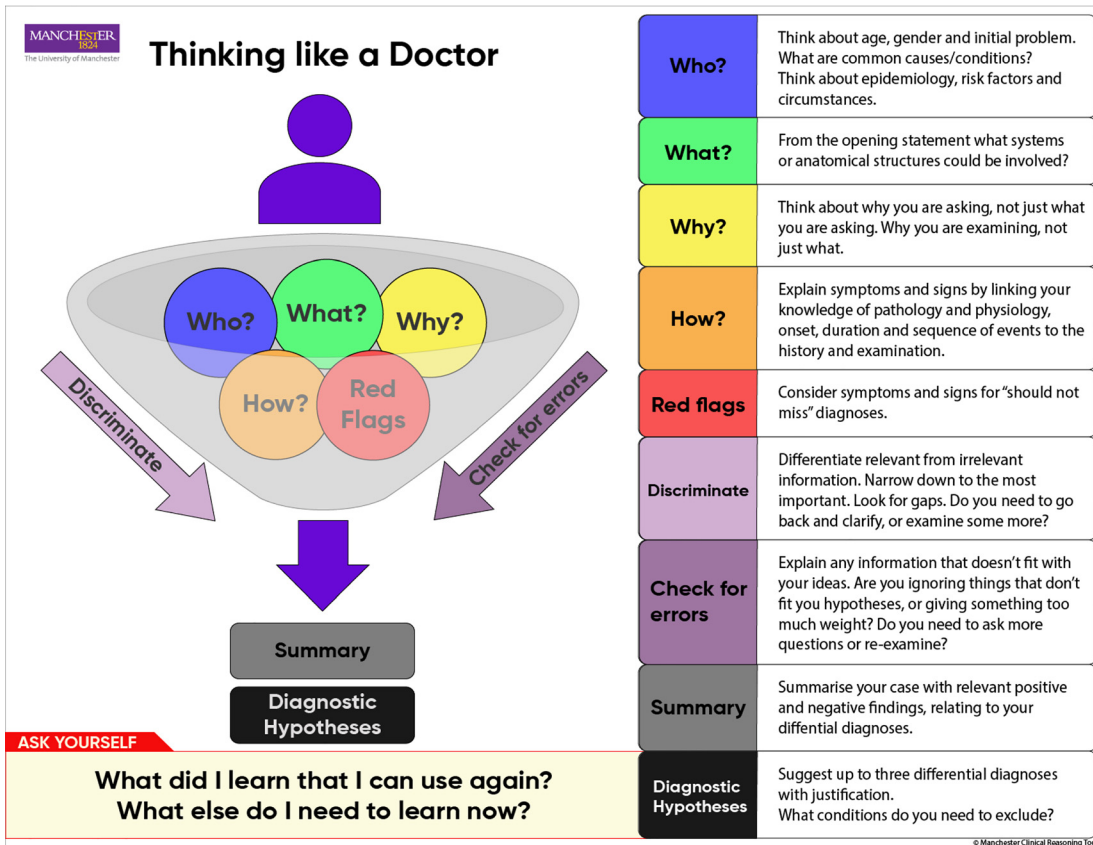 MANCHESTER
1824
The University of Manchester
Thinking like a Doctor
Who?
What?
Why?
How?
Red
Flags
Discriminate
Check for errors
Summary
Diagnostic
Hypotheses
ASK YOURSELF
What did I learn that I can use again?
What else do I need to learn now?
Who?
Think about age, gender and initial problem.
What are common causes/conditions?
Think about epidemiology, risk factors and
circumstances.
What?
From the opening statement what systems
or anatomical structures could be involved?
Why?
Think about why you are asking, not just what
you are asking. Why you are examining, not
just what.
How?
Explain symptoms and signs by linking your
knowledge of pathology and physiology,
onset, duration and sequence of events to the
history and examination.
Red flags
Consider symptoms and signs for “should not
miss” diagnoses.
Discriminate
Differentiate relevant from irrelevant
information. Narrow down to the most
important. Look for gaps. Do you need to go
back and clarify, or examine some more?
Check for
errors
Explain any information that doesn’t fit with
your ideas. Are you ignoring things that don’t
fit you hypotheses, or giving something too
much weight? Do you need to ask more
questions or re-examine?
Summary
Summarise your case with relevant positive
and negative findings, relating to your
diffential diagnoses.
Diagnostic
Hypotheses
Suggest up to three differential diagnoses
with justification.
What conditions do you need to exclude?
© Manchester Clinical Reasoning